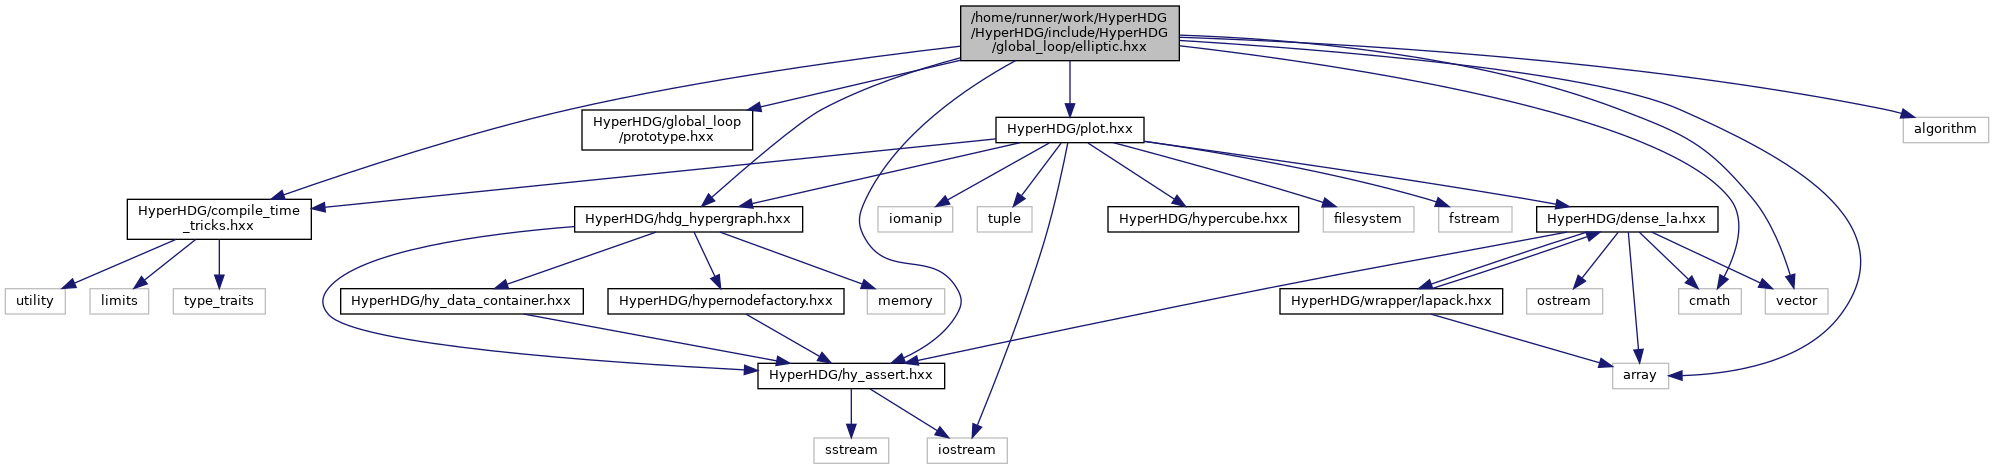 /home/runner/work/HyperHDG
/HyperHDG/include/HyperHDG
/global_loop/elliptic.hxx
HyperHDG/global_loop
/prototype.hxx
HyperHDG/plot.hxx
algorithm
HyperHDG/compile_time
_tricks.hxx
HyperHDG/hdg_hypergraph.hxx
iomanip
tuple
HyperHDG/hypercube.hxx
filesystem
fstream
HyperHDG/dense_la.hxx
utility
limits
type_traits
HyperHDG/hy_data_container.hxx
HyperHDG/hypernodefactory.hxx
memory
HyperHDG/wrapper/lapack.hxx
ostream
cmath
vector
HyperHDG/hy_assert.hxx
array
sstream
iostream